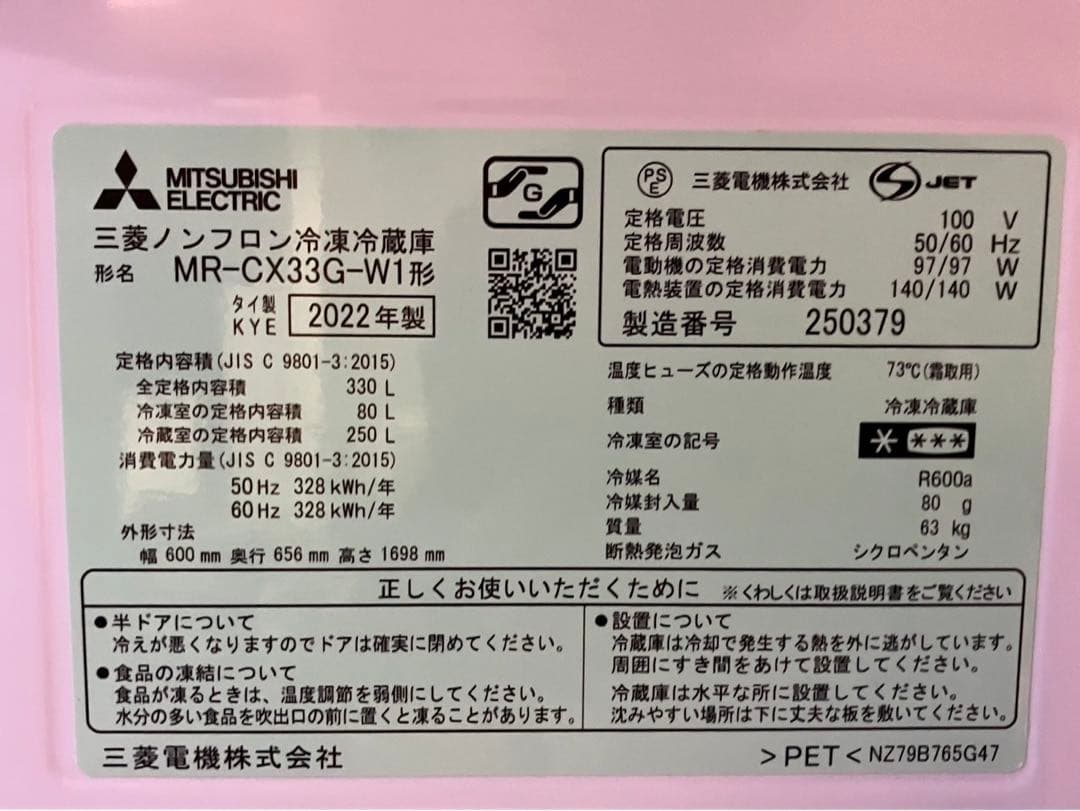 MITSUBISHI
ELECTRIC
三菱ノンフロン冷凍冷蔵庫
形名 MR-CX33G-W1形
タイ製
KYE 2022年製
定格内容積(JIS C 9801-3:2015)
全定格内容積 330 L
冷凍室の定格内容積 80 L
冷蔵室の定格内容積 250 L
消費電力量(JIS C 9801-3:2015)
50Hz 328kWh/年
60Hz 328kWh/年
外形寸法
幅 600mm 奥行 656mm 高さ 1698mm
G
PSE 三菱電機株式会社 JET
定格電圧 100 V
定格周波数 50/60 Hz
電動機の定格消費電力 97/97 W
電熱装置の定格消費電力 140/140 W
製造番号 250379
温度ヒューズの定格動作温度 73℃(霜取用)
種類 冷凍冷蔵庫
冷凍室の記号 * ***
冷媒名 R600a
冷媒封入量 80 g
質量 63 kg
断熱発泡ガス シクロペンタン
正しくお使いいただくために ※くわしくは取扱説明書をご覧ください
●半ドアについて
冷えが悪くなりますのでドアは確実に閉めてください。
●食品の凍結について
食品が凍るときは、温度調節を弱側にしてください。
水分の多い食品を吹出口の前に置くと凍ることがあります。
●設置について
冷蔵庫は冷却で発生する熱を外に逃がしています。
周囲にすき間をあけて設置してください。
冷蔵庫は水平な所に設置してください。
沈みやすい場所は下に丈夫な板を敷いてください。
三菱電機株式会社
>PET< NZ79B765G47